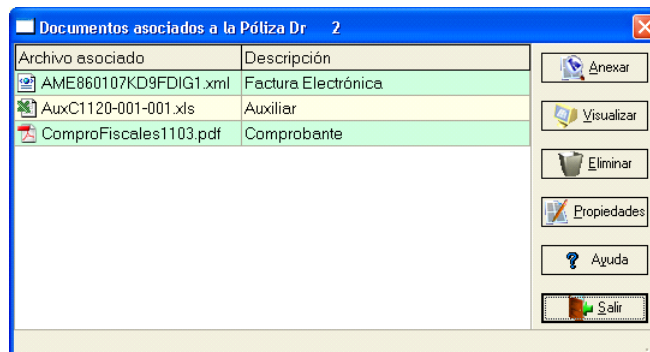 Documentos asociados a la Póliza Dr 2
Archivo asociado Descripción
AME860107KD9FDIG1.xml Factura Electrónica
AuxC1120-001-001.xls Auxiliar
ComproFiscales1103.pdf Comprobante
Anexar
Visualizar
Eliminar
Propiedades
Ayuda
Salir